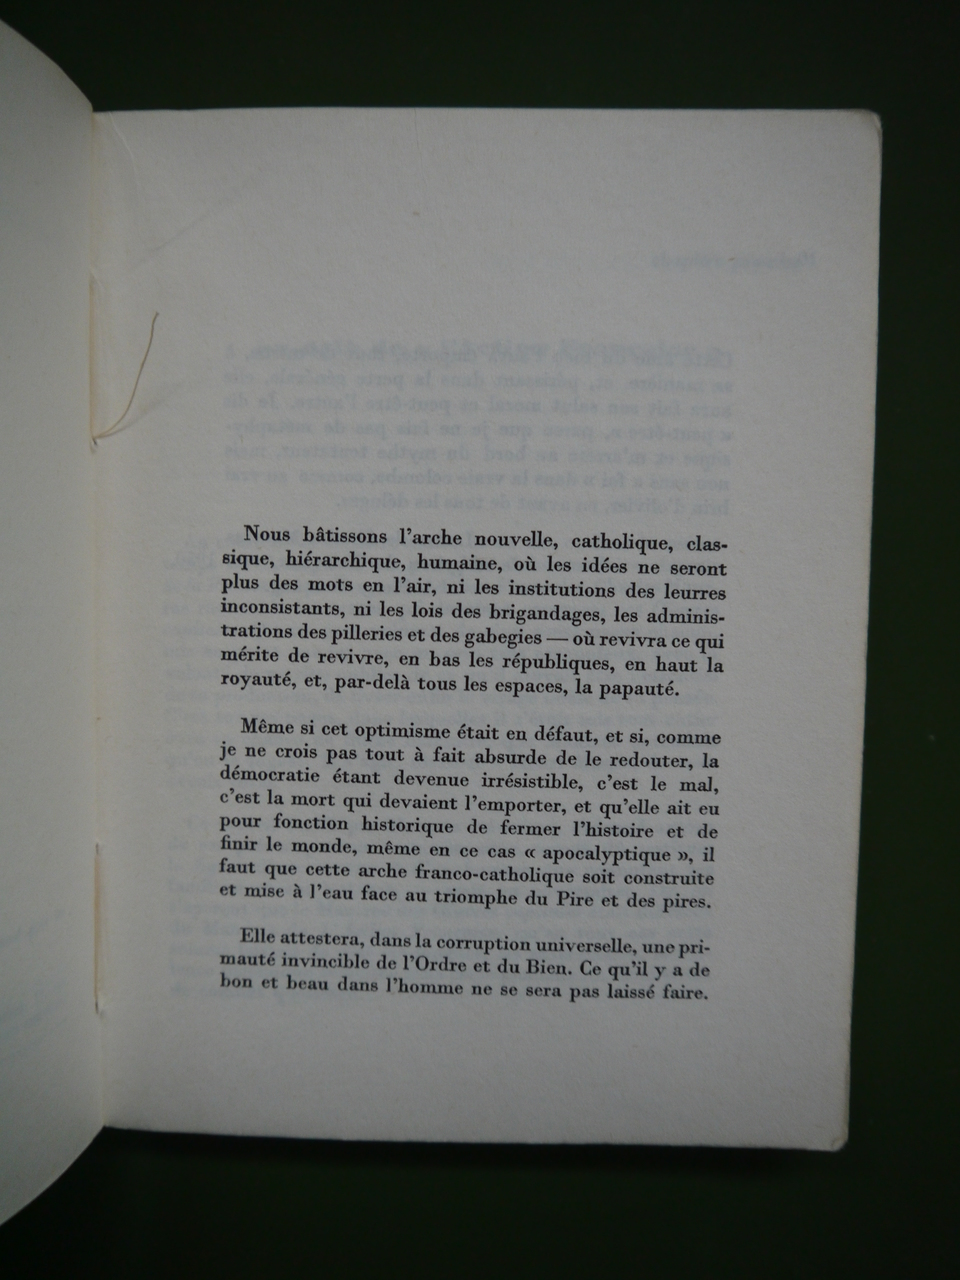 Nous bâtissons l'arche nouvelle, catholique, clas-
sique, hiérarchique, humaine, où les idées ne seront
plus des mots en l'air, ni les institutions des leurres
inconsistants, ni les lois des brigandages, les adminis-
trations des pilleries et des gabegies — où revivra ce qui
mérite de revivre, en bas les républiques, en haut la
royauté, et, par-delà tous les espaces, la papauté.
Même si cet optimisme était en défaut, et si, comme
je ne crois pas tout à fait absurde de le redouter, la
démocratie étant devenue irrésistible, c'est le mal,
c'est la mort qui devaient l'emporter, et qu'elle ait eu
pour fonction historique de fermer l'histoire et de
finir le monde, même en ce cas « apocalyptique », il
faut que cette arche franco-catholique soit construite
et mise à l'eau face au triomphe du Pire et des pires.
Elle attestera, dans la corruption universelle, une pri-
mauté invincible de l'Ordre et du Bien. Ce qu'il y a de
bon et beau dans l'homme ne se sera pas laissé faire.